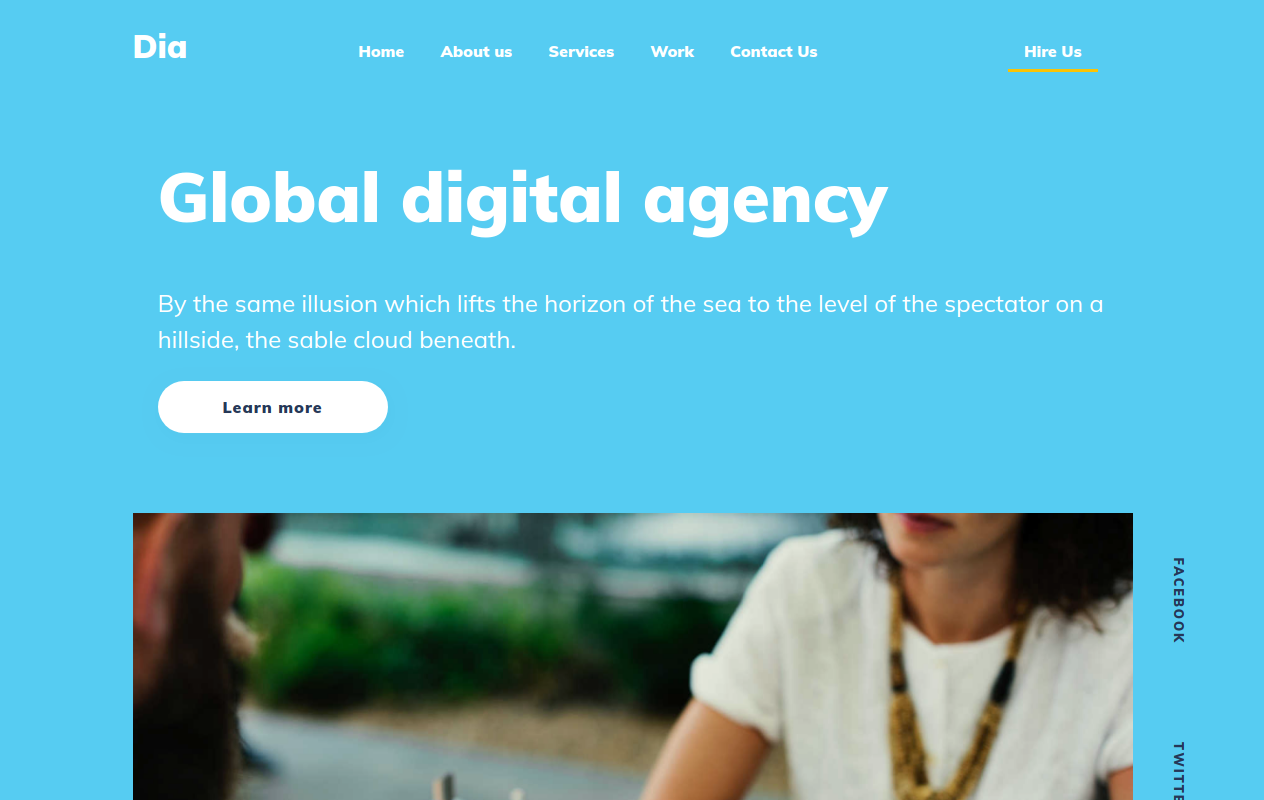 Dia
Home
About us
Services
Work
Contact Us
Hire Us
Global digital agency
By the same illusion which lifts the horizon of the sea to the level of the spectator on a
hillside, the sable cloud beneath.
Learn more
FACEBOOK